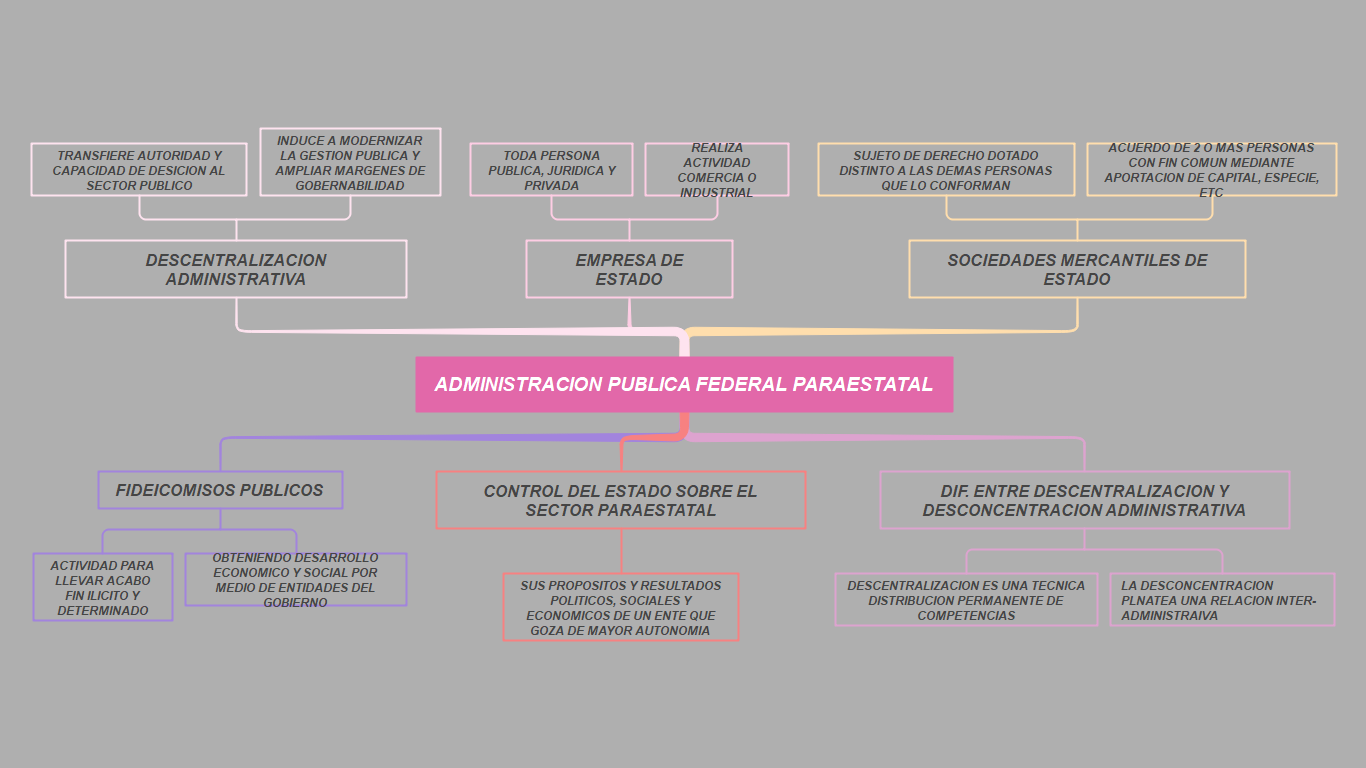 TRANSFIERE AUTORIDAD Y
CAPACIDAD DE DESICION AL
SECTOR PUBLICO
INDUCE A MODERNIZAR
LA GESTION PUBLICA Y
AMPLIAR MARGENES DE
GOBERNABILIDAD
TODA PERSONA
PUBLICA, JURIDICA Y
PRIVADA
REALIZA
ACTIVIDAD
COMERCIA O
INDUSTRIAL
SUJETO DE DERECHO DOTADO
DISTINTO A LAS DEMAS PERSONAS
QUE LO CONFORMAN
ACUERDO DE 2 O MAS PERSONAS
CON FIN COMUN MEDIANTE
APORTACION DE CAPITAL, ESPECIE,
ETC
DESCENTRALIZACION
ADMINISTRATIVA
EMPRESA DE
ESTADO
SOCIEDADES MERCANTILES DE
ESTADO
ADMINISTRACION PUBLICA FEDERAL PARAESTATAL
FIDEICOMISOS PUBLICOS
CONTROL DEL ESTADO SOBRE EL
SECTOR PARAESTATAL
DIF. ENTRE DESCENTRALIZACION Y
DESCONCENTRACION ADMINISTRATIVA
ACTIVIDAD PARA
LLEVAR ACABO
FIN ILICITO Y
DETERMINADO
OBTENIENDO DESARROLLO
ECONOMICO Y SOCIAL POR
MEDIO DE ENTIDADES DEL
GOBIERNO
SUS PROPOSITOS Y RESULTADOS
POLITICOS, SOCIALES Y
ECONOMICOS DE UN ENTE QUE
GOZA DE MAYOR AUTONOMIA
DESCENTRALIZACION ES UNA TECNICA
DISTRIBUCION PERMANENTE DE
COMPETENCIAS
LA DESCONCENTRACION
PLNATEA UNA RELACION INTER-
ADMINISTRAIVA